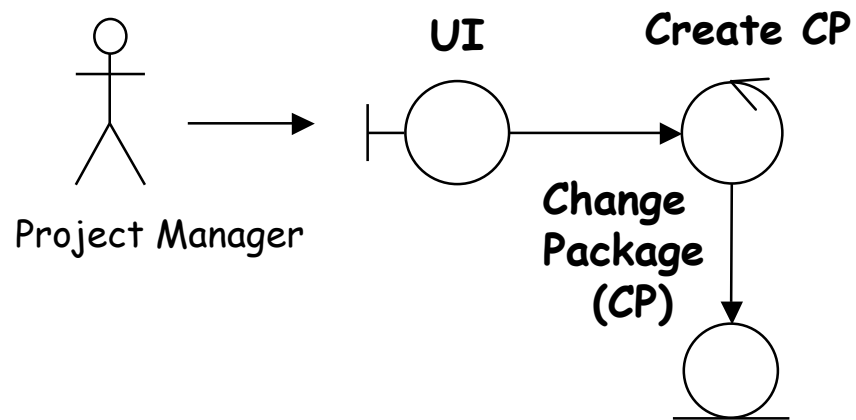 UI
Create CP
Project Manager
Change
Package
(CP)